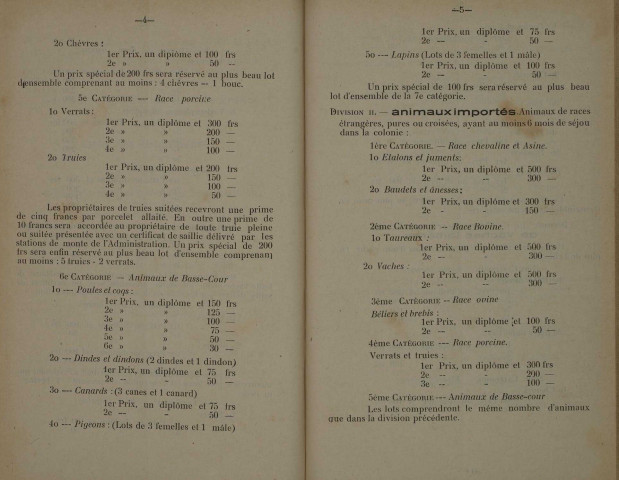 —4—
2o Chèvres :
1er Prix, un diplôme et 100 frs
2e » » 50 —
Un prix spécial de 200 frs sera réservé au plus beau lot
d'ensemble comprenant au moins : 4 chèvres — 1 bouc.
5e CATÉGORIE --- Race porcine
1o Verrats :
1er Prix, un diplôme et 300 frs
2e » » 200 —
3e » » 150 —
4e » » 100 —
2o Truies
1er Prix, un diplôme et 200 frs
2e » » 150 —
3e » » 100 —
4e » » 50 —
Les propriétaires de truies suitées recevront une prime
de cinq francs par porcelet allaité. En outre une prime de
10 francs sera accordée au propriétaire de toute truie pleine
ou suitée présentée avec un certificat de saillie délivré par les
stations de monte de l'Administration. Un prix spécial de 200
frs sera enfin réservé au plus beau lot d'ensemble comprenant
au moins : 5 truies - 2 verrats.
6e CATÉGORIE — Animaux de Basse-Cour
1o --- Poules et coqs :
1er Prix, un diplôme et 150 frs
2e » » 125 —
3e » » 100 —
4e » » 75 —
5e » » 50 —
6e » » 30 —
2o --- Dindes et dindons (2 dindes et 1 dindon)
1er Prix, un diplôme et 75 frs
2e — - 50 —
3o --- Canards : (3 canes et 1 canard)
1er Prix, un diplôme et 75 frs
2e — - 50 —
4o --- Pigeons : (Lots de 3 femelles et 1 mâle)
—5—
1er Prix, un diplôme et 75 frs
2e — - 50 —
5o --- Lapins (Lots de 3 femelles et 1 mâle)
1er Prix, un diplôme et 100 frs
2e — - 50 —
Un prix spécial de 100 frs sera réservé au plus beau
lot d'ensemble de la 7e catégorie.
DIVISION II. — animaux importés. Animaux de races
étrangères, pures ou croisées, ayant au moins 6 mois de séjou
dans la colonie :
1ère CATÉGORIE. — Race chevaline et Asine.
1o Etalons et juments:
1er Prix, un diplôme et 500 frs
2e — - 300 —
2o Baudets et ânesses :
1er Prix, un diplôme et 300 frs
2e - - 150 —
2ème CATÉGORIE — Race Bovine
1o Taureaux :
1er Prix, un diplôme et 500 frs
2e — - 300 —
2o Vaches :
1er Prix, un diplôme et 500 frs
2e — 300 —
3ème CATÉGORIE - Race ovine
Béliers et brebis :
1er Prix, un diplôme et 100 frs
2e — - 50 —
4ème CATÉGORIE --- Race porcine.
Verrats et truies :
1er Prix, un diplôme et 300 frs
2e — - 200 —
3e — - 100 —
5ème CATÉGORIE --- Animaux de Basse-cour
Les lots comprendront le même nombre d'animaux
que dans la division précédente.